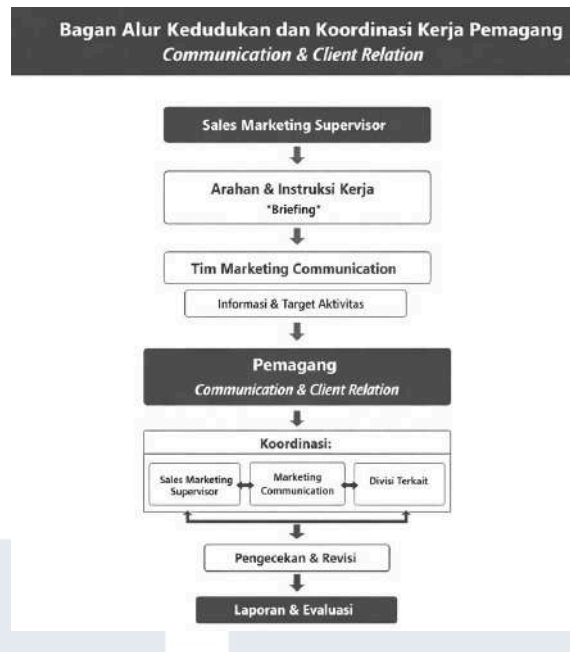 Bagan Alur Kedudukan dan Koordinasi Kerja Pemagang
Communication & Client Relation
Sales Marketing Supervisor
Arahan & Instruksi Kerja
"Briefing"
Tim Marketing Communication
Informasi & Target Aktivitas
Pemagang
Communication & Client Relation
Koordinasi:
Sales Marketing
Supervisor
Marketing
Communication
Divisi Terkait
Pengecekan & Revisi
Laporan & Evaluasi